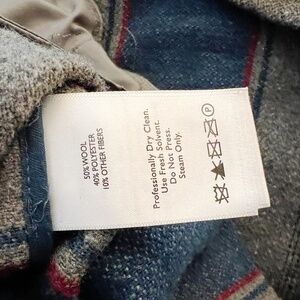 50% WOOL
40% POLYESTER
10% OTHER FIBERS
Professionally Dry Clean.
Use Fresh Solvent.
Do Not Press.
Steam Only.
P